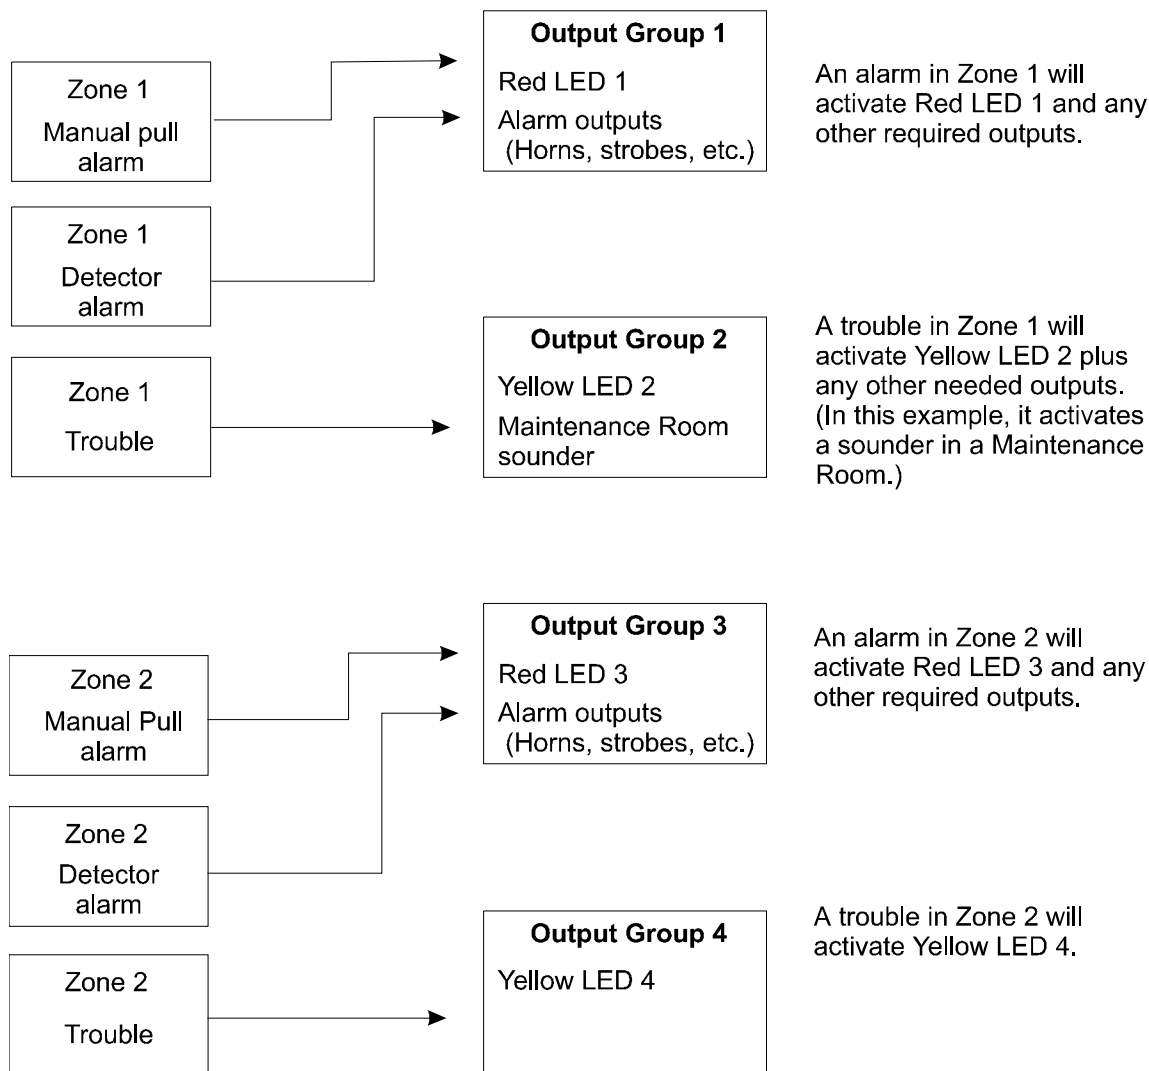 Zone 1
Manual pull
alarm
Zone 1
Detector
alarm
Zone 1
Trouble
Output Group 1
Red LED 1
Alarm outputs
(Horns, strobes, etc.)
An alarm in Zone 1 will
activate Red LED 1 and any
other required outputs.
Output Group 2
Yellow LED 2
Maintenance Room
sounder
A trouble in Zone 1 will
activate Yellow LED 2 plus
any other needed outputs.
(In this example, it activates
a sounder in a Maintenance
Room.)
Zone 2
Manual Pull
alarm
Zone 2
Detector
alarm
Zone 2
Trouble
Output Group 3
Red LED 3
Alarm outputs
(Horns, strobes, etc.)
An alarm in Zone 2 will
activate Red LED 3 and any
other required outputs.
Output Group 4
Yellow LED 4
A trouble in Zone 2 will
activate Yellow LED 4.